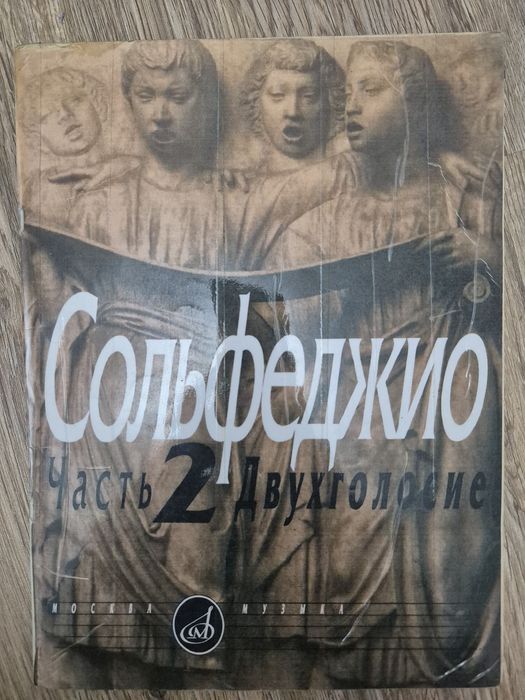 Сольфеджио
Часть 2 Двухголосие
МОСКВА МУЗЫКА